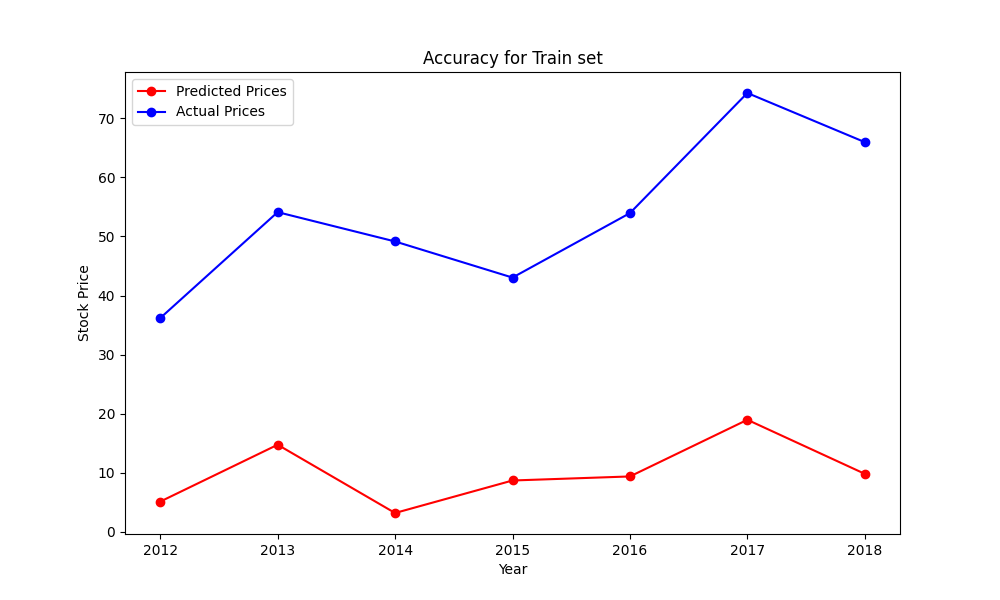 Accuracy for Train set
Predicted Prices
Actual Prices
Stock Price
70
60
50
40
30
20
10
0
2012 2013 2014 2015 2016 2017 2018
Year